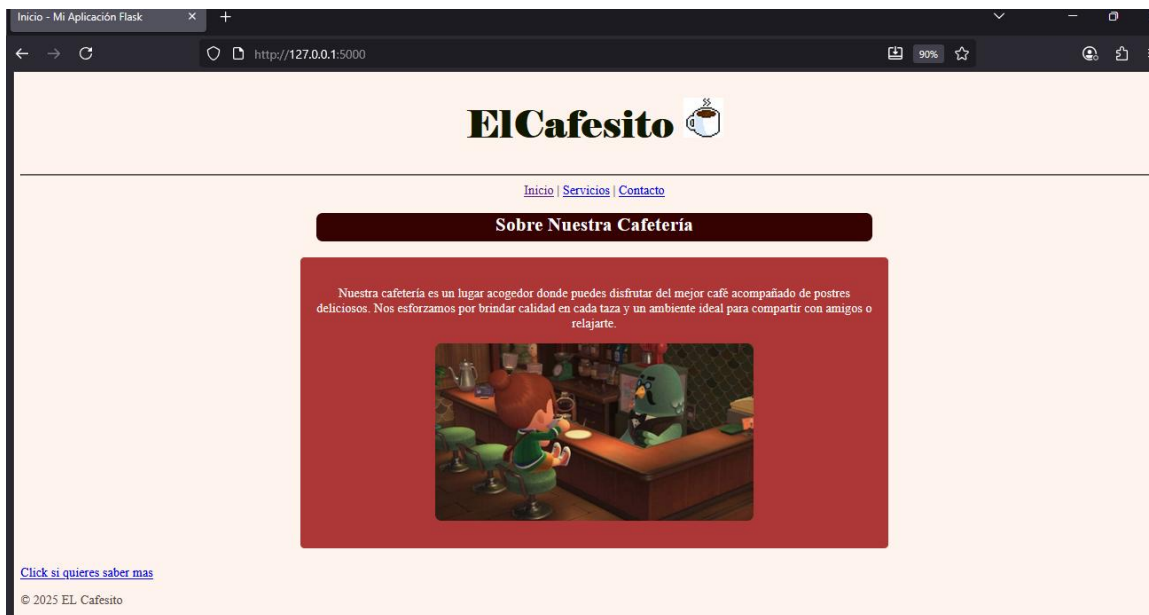 Inicio - Mi Aplicación Flask
http://127.0.0.1:5000
90%
ElCafesito
Inicio | Servicios | Contacto
Sobre Nuestra Cafetería
Nuestra cafetería es un lugar acogedor donde puedes disfrutar del mejor café acompañado de postres
deliciosos. Nos esforzamos por brindar calidad en cada taza y un ambiente ideal para compartir con amigos o
relajarte.
Click si quieres saber mas
© 2025 EL Cafesito